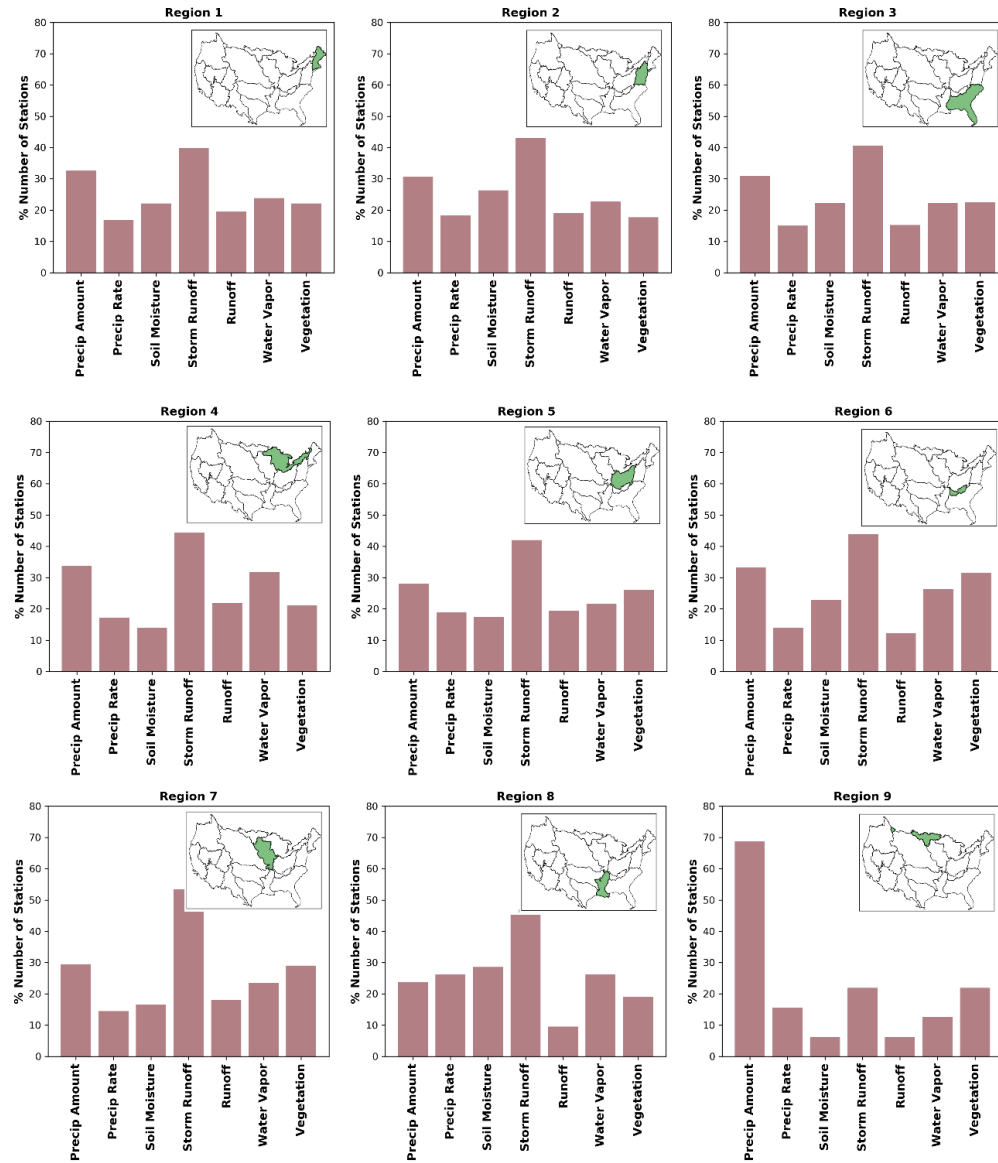 Region 1
% Number of Stations
80
70
60
50
40
30
20
10
0
Precip Amount
Precip Rate
Soil Moisture
Storm Runoff
Runoff
Water Vapor
Vegetation
Region 2
% Number of Stations
80
70
60
50
40
30
20
10
0
Precip Amount
Precip Rate
Soil Moisture
Storm Runoff
Runoff
Water Vapor
Vegetation
Region 3
% Number of Stations
80
70
60
50
40
30
20
10
0
Precip Amount
Precip Rate
Soil Moisture
Storm Runoff
Runoff
Water Vapor
Vegetation
Region 4
% Number of Stations
80
70
60
50
40
30
20
10
0
Precip Amount
Precip Rate
Soil Moisture
Storm Runoff
Runoff
Water Vapor
Vegetation
Region 5
% Number of Stations
80
70
60
50
40
30
20
10
0
Precip Amount
Precip Rate
Soil Moisture
Storm Runoff
Runoff
Water Vapor
Vegetation
Region 6
% Number of Stations
80
70
60
50
40
30
20
10
0
Precip Amount
Precip Rate
Soil Moisture
Storm Runoff
Runoff
Water Vapor
Vegetation
Region 7
% Number of Stations
80
70
60
50
40
30
20
10
0
Precip Amount
Precip Rate
Soil Moisture
Storm Runoff
Runoff
Water Vapor
Vegetation
Region 8
% Number of Stations
80
70
60
50
40
30
20
10
0
Precip Amount
Precip Rate
Soil Moisture
Storm Runoff
Runoff
Water Vapor
Vegetation
Region 9
% Number of Stations
80
70
60
50
40
30
20
10
0
Precip Amount
Precip Rate
Soil Moisture
Storm Runoff
Runoff
Water Vapor
Vegetation